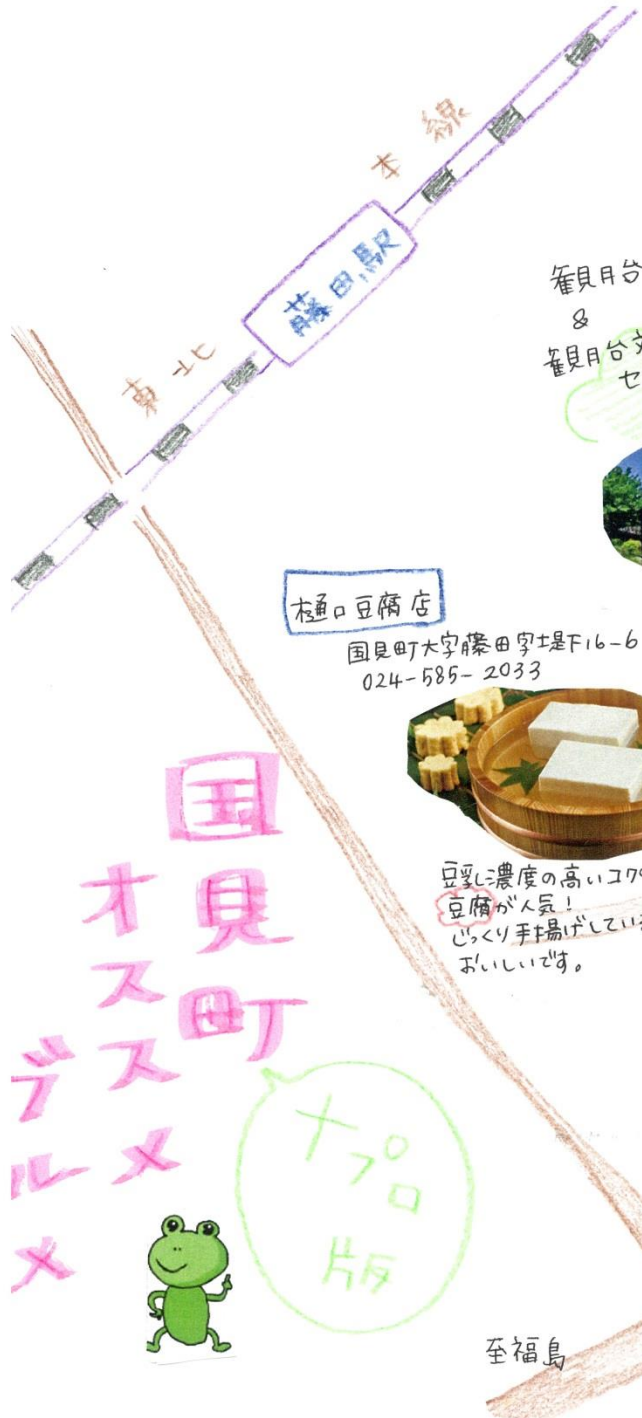 本線
藤田駅
東北
観月台
&
観月台文
セ
樋口豆腐店
国見町大字藤田字堤下16-6
024-585-2033
豆乳濃度の高いコクの
豆腐が人気!
じっくり手揚げしている
おいしいです。
国見町
オススメ
グルメ
ナプロ
版
至福島